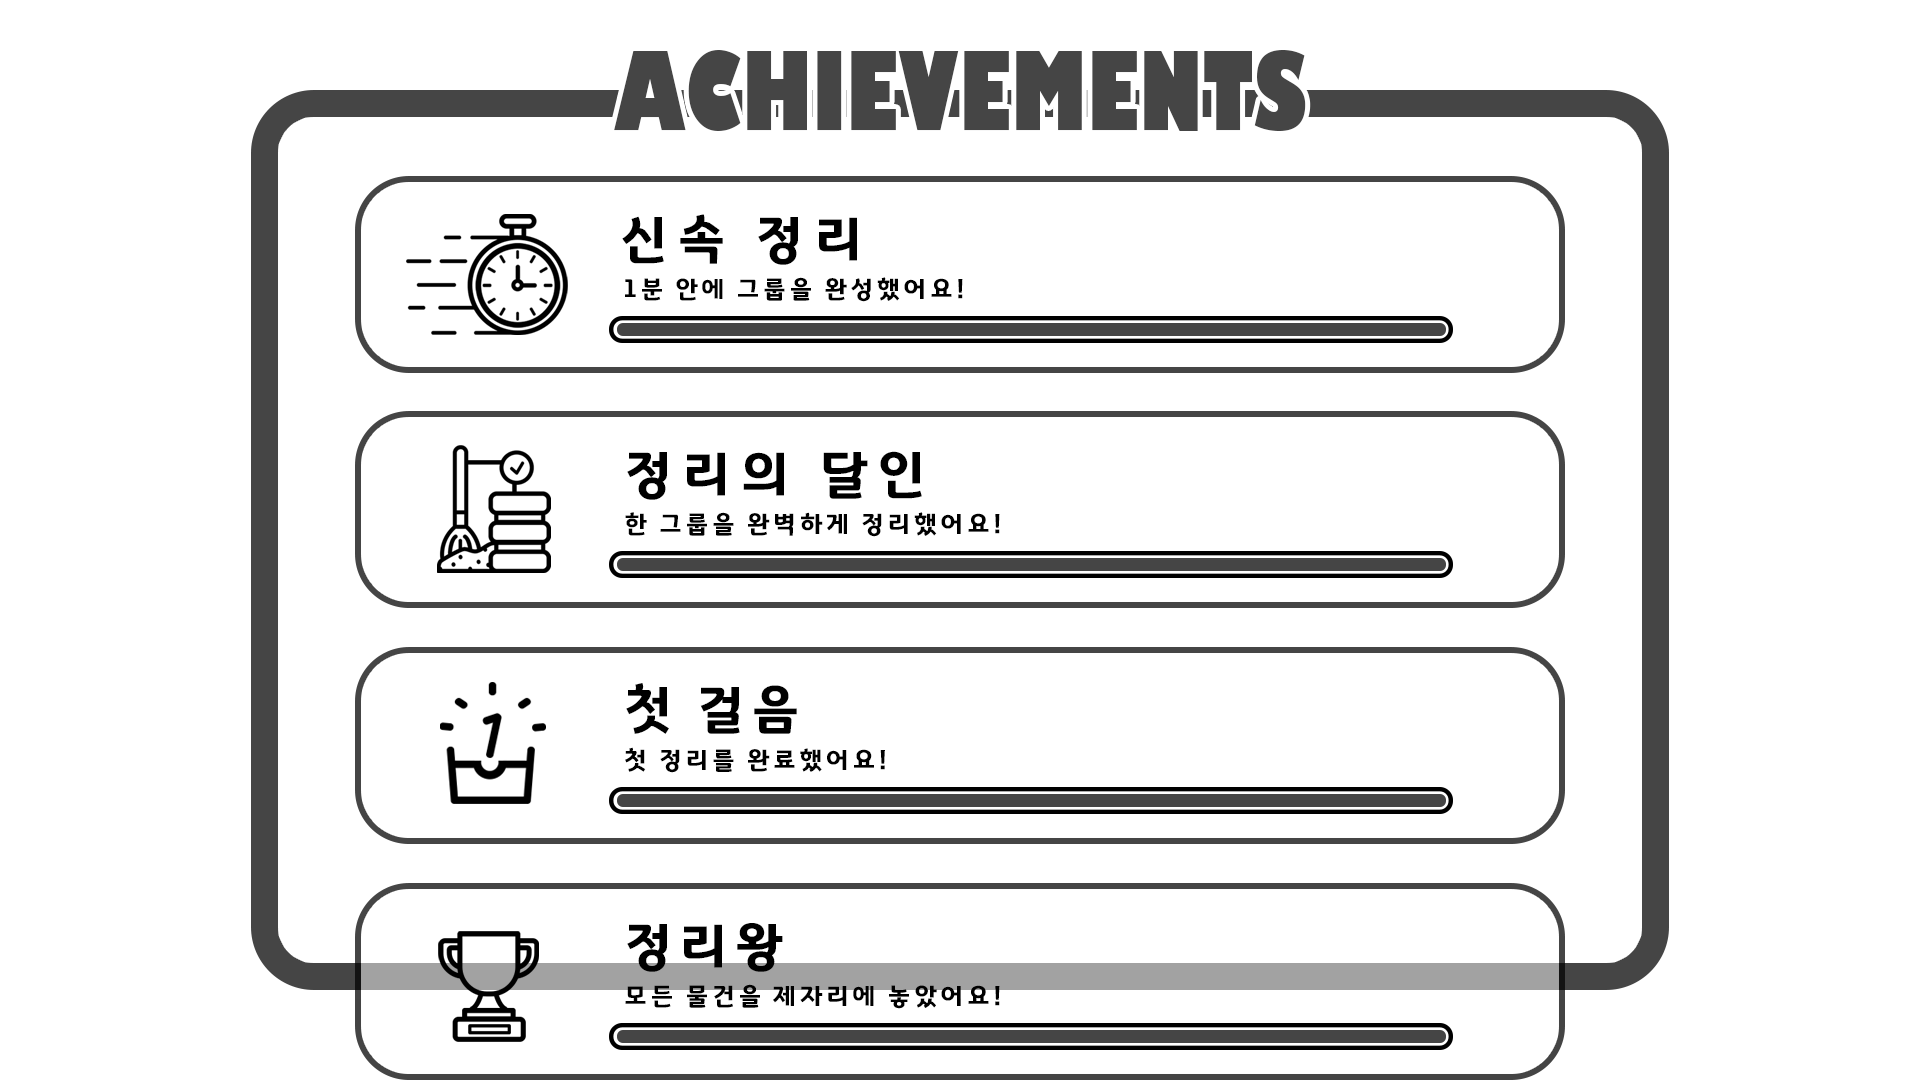 ACHIEVEMENTS
신속 정리
1분 안에 그룹을 완성했어요!
정리의 달인
한 그룹을 완벽하게 정리했어요!
첫 걸음
1
첫 정리를 완료했어요!
정리왕
모든 물건을 제자리에 놓았어요!